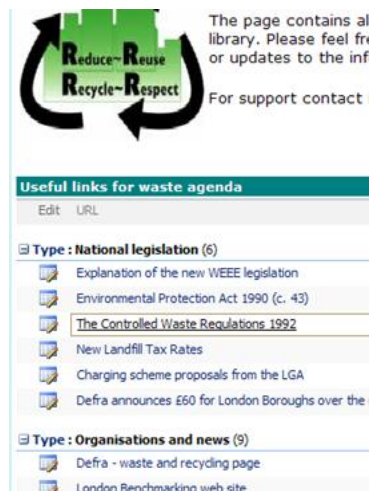 The page contains al
library. Please feel fre
or updates to the inf
For support contact
Reduce~Reuse
Recycle~Respect
Useful links for waste agenda
Edit URL
Type : National legislation (6)
Explanation of the new WEEE legislation
Environmental Protection Act 1990 (c. 43)
The Controlled Waste Regulations 1992
New Landfill Tax Rates
Charging scheme proposals from the LGA
Defra announces £60 for London Boroughs over the
Type : Organisations and news (9)
Defra - waste and recycling page
London Benchmarking web site